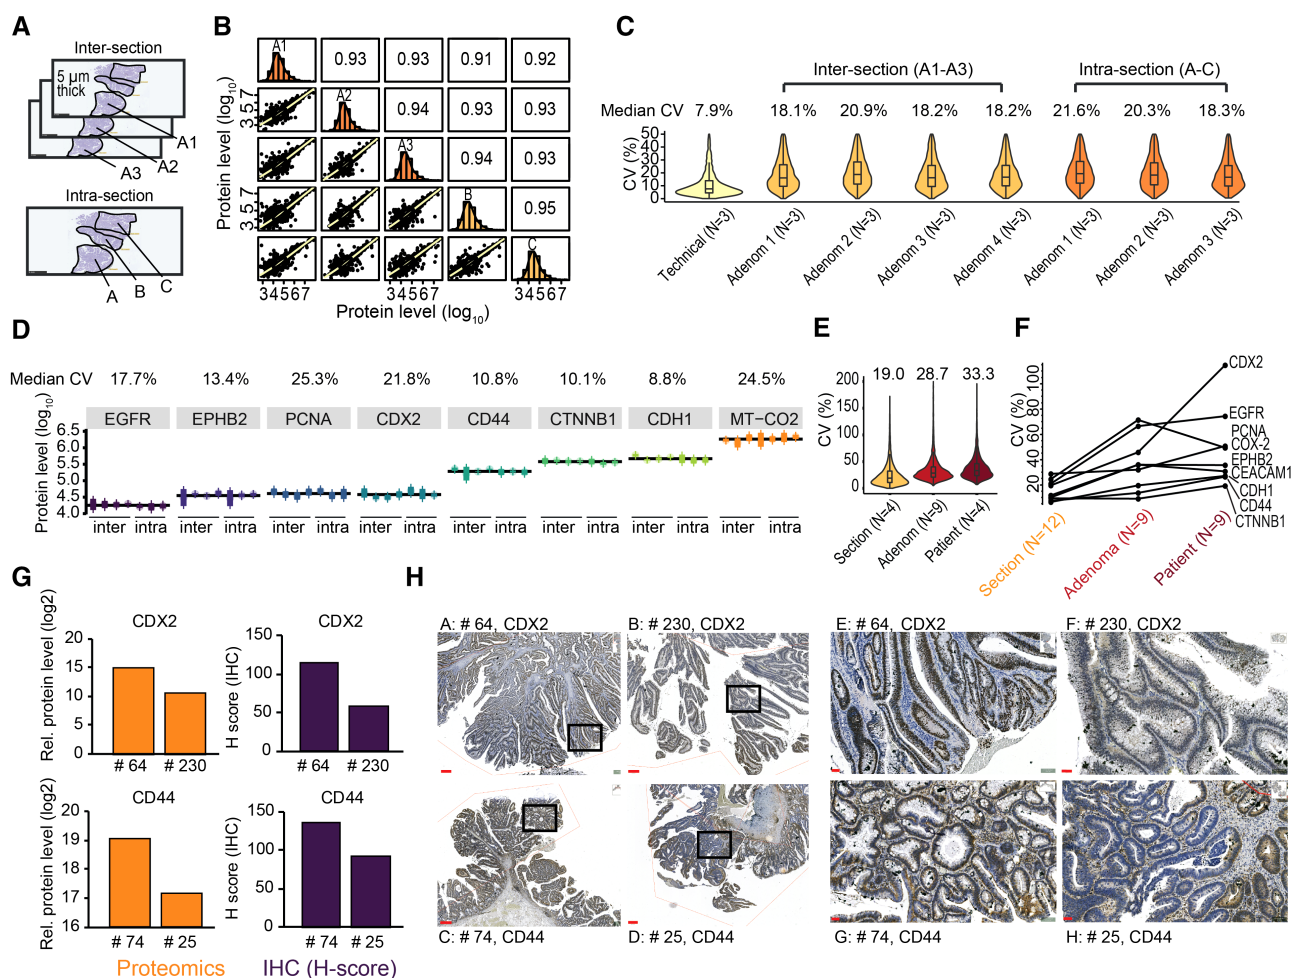 A
Inter-section
5 µm
thick
A1
A2
A3
Intra-section
A
B
C
B
A1
0.93
0.93
0.91
0.92
A2
0.94
0.93
0.93
A3
0.94
0.93
B
0.95
C
Protein level (log10)
3 5 7
3 5 7
34567
34567
34567
Protein level (log10)
C
Inter-section (A1-A3)
Intra-section (A-C)
Median CV
7.9%
18.1%
20.9%
18.2%
18.2%
21.6%
20.3%
18.3%
CV (%)
50
40
30
20
10
0
Technical (N=3)
Adenom 1 (N=3)
Adenom 2 (N=3)
Adenom 3 (N=3)
Adenom 4 (N=3)
Adenom 1 (N=3)
Adenom 2 (N=3)
Adenom 3 (N=3)
D
Median CV
17.7%
13.4%
25.3%
21.8%
10.8%
10.1%
8.8%
24.5%
EGFR
EPHB2
PCNA
CDX2
CD44
CTNNB1
CDH1
MT−CO2
Protein level (log10)
6.5
6.0
5.5
5.0
4.5
4.0
inter intra
inter intra
inter intra
inter intra
inter intra
inter intra
inter intra
inter intra
E
19.0
28.7
33.3
CV (%)
200
150
100
50
0
Section (N=4)
Adenom (N=9)
Patient (N=4)
F
CV (%)
100
80
60
40
20
CDX2
EGFR
PCNA
COX-2
EPHB2
CEACAM1
CDH1
CD44
CTNNB1
Section (N=12)
Adenoma (N=9)
Patient (N=9)
G
CDX2
Rel. protein level (log2)
20
15
10
5
0
# 64
# 230
CDX2
H score (IHC)
150
100
50
0
# 64
# 230
CD44
Rel. protein level (log2)
20
19
18
17
16
# 74
# 25
Proteomics
CD44
H score (IHC)
150
100
50
0
# 74
# 25
IHC (H-score)
H
A: # 64, CDX2
B: # 230, CDX2
E: # 64, CDX2
F: # 230, CDX2
C: # 74, CD44
D: # 25, CD44
G: # 74, CD44
H: # 25, CD44